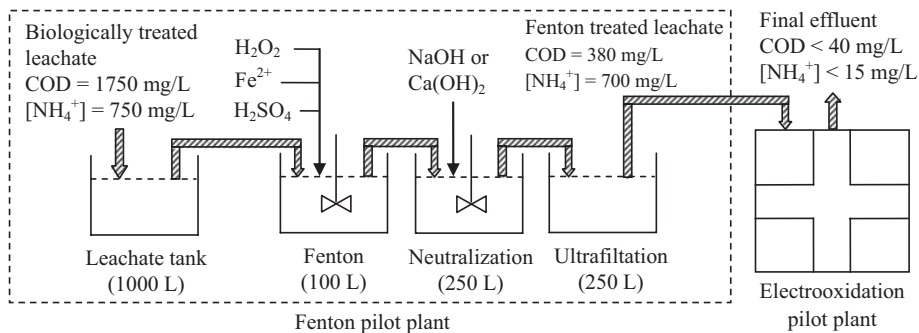 Biologically treated
leachate
COD = 1750 mg/L
[NH₄⁺] = 750 mg/L
H₂O₂
Fe²⁺
H₂SO₄
NaOH or
Ca(OH)₂
Fenton treated leachate
COD = 380 mg/L
[NH₄⁺] = 700 mg/L
Final effluent
COD < 40 mg/L
[NH₄⁺] < 15 mg/L
Leachate tank
(1000 L)
Fenton
(100 L)
Neutralization
(250 L)
Ultrafiltation
(250 L)
Electrooxidation
pilot plant
Fenton pilot plant